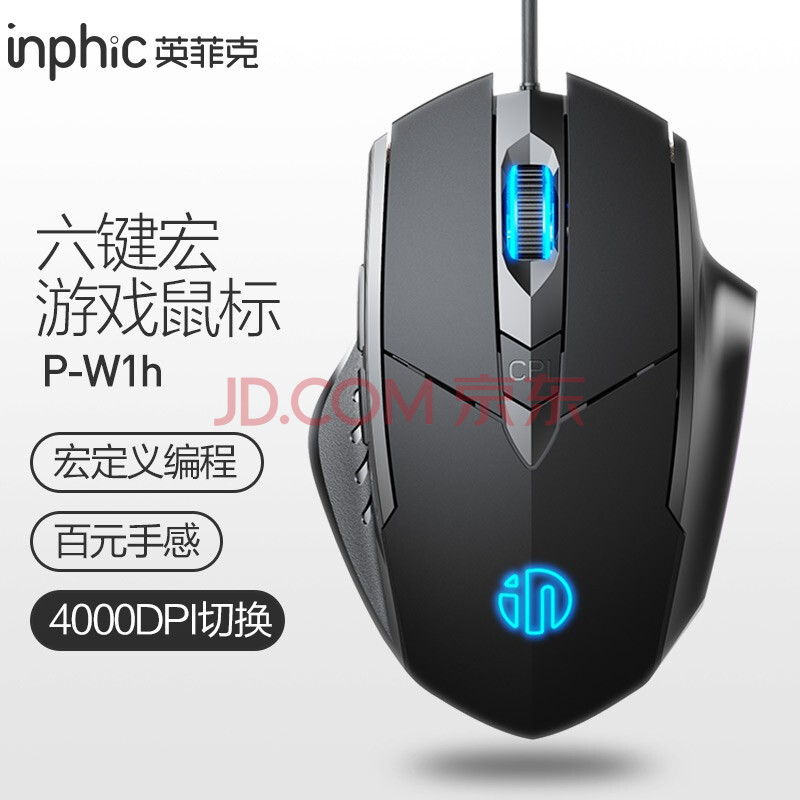 inphic 英菲克
六键宏
游戏鼠标
P-W1h
CPI
JD.COM 京东
宏定义编程
百元手感
4000DPI切换
in